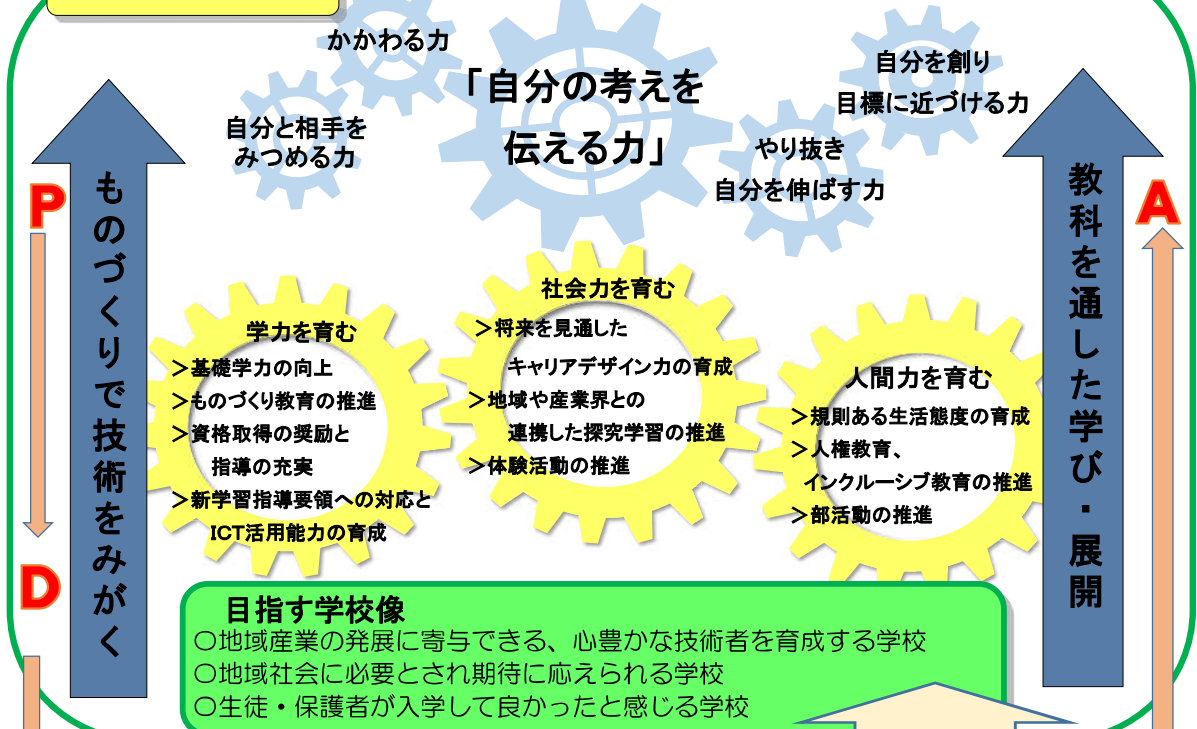 かかわる力
「自分の考えを
伝える力」
自分を創り
目標に近づける力
自分と相手を
みつめる力
やり抜き
自分を伸ばす力
P
ものづくりで技術をみがく
教科を通した学び・展開
A
学力を育む
＞基礎学力の向上
＞ものづくり教育の推進
＞資格取得の奨励と
指導の充実
＞新学習指導要領への対応と
ICT活用能力の育成
社会力を育む
＞将来を見通した
キャリアデザイン力の育成
＞地域や産業界との
連携した探究学習の推進
＞体験活動の推進
人間力を育む
＞規則ある生活態度の育成
＞人権教育、
インクルーシブ教育の推進
＞部活動の推進
D
目指す学校像
○地域産業の発展に寄与できる、心豊かな技術者を育成する学校
○地域社会に必要とされ期待に応えられる学校
○生徒・保護者が入学して良かったと感じる学校